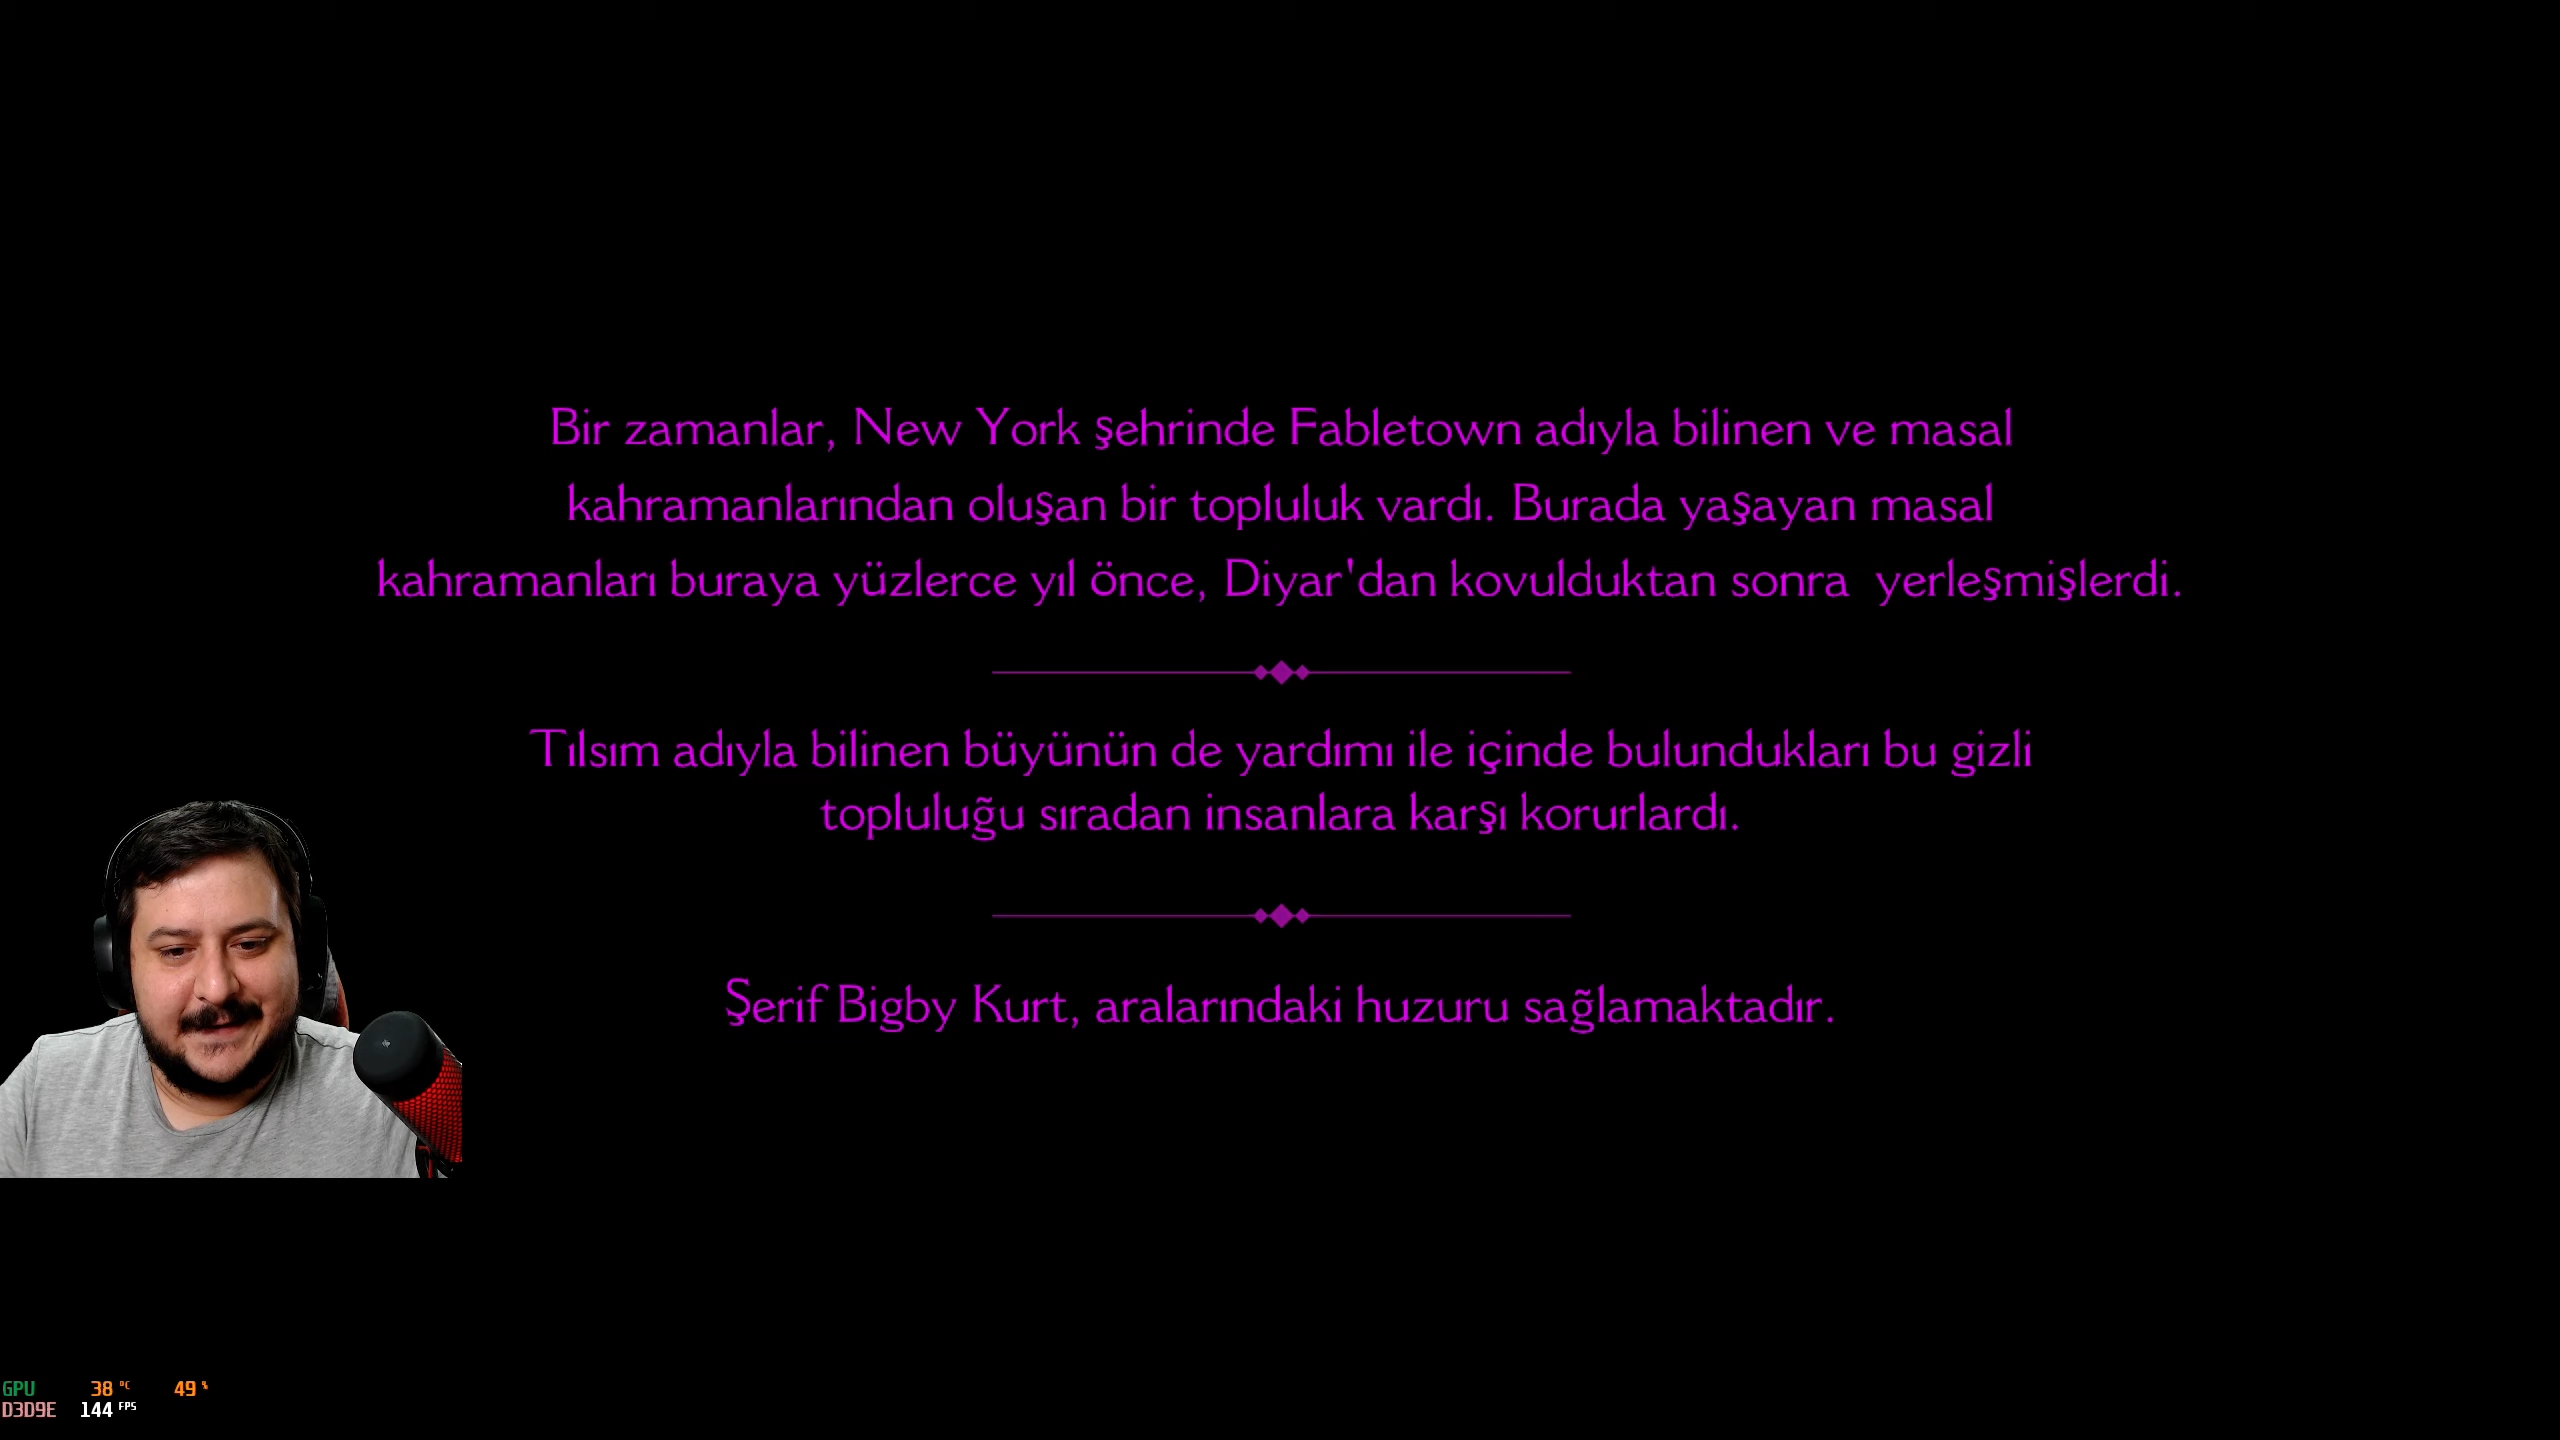 Bir zamanlar, New York şehrinde Fabletown adıyla bilinen ve masal
kahramanlarından oluşan bir topluluk vardı. Burada yaşayan masal
kahramanları buraya yüzlerce yıl önce, Diyar'dan kovulduktan sonra  yerleşmişlerdi.
Tılsım adıyla bilinen büyünün de yardımı ile içinde bulundukları bu gizli
topluluğu sıradan insanlara karşı korurlardı.
Şerif Bigby Kurt, aralarındaki huzuru sağlamaktadır.
GPU 38 °C 49 %
D3D9E 144 FPS